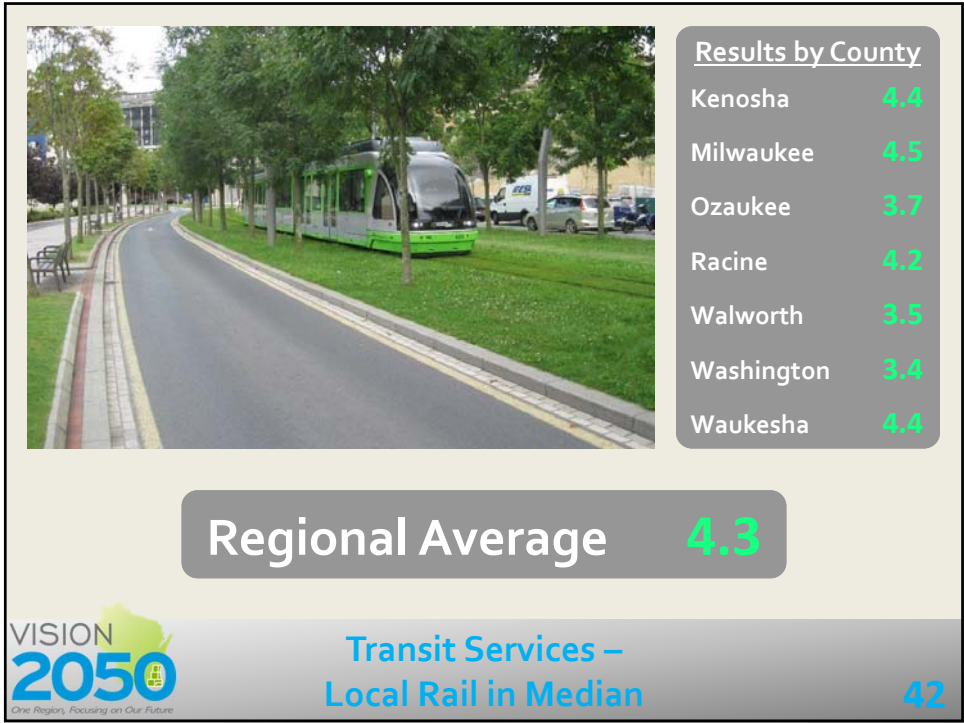 Results by County
Kenosha 4.4
Milwaukee 4.5
Ozaukee 3.7
Racine 4.2
Walworth 3.5
Washington 3.4
Waukesha 4.4
Regional Average 4.3
VISION
2050
One Region, Focusing on Our Future
Transit Services –
Local Rail in Median
42